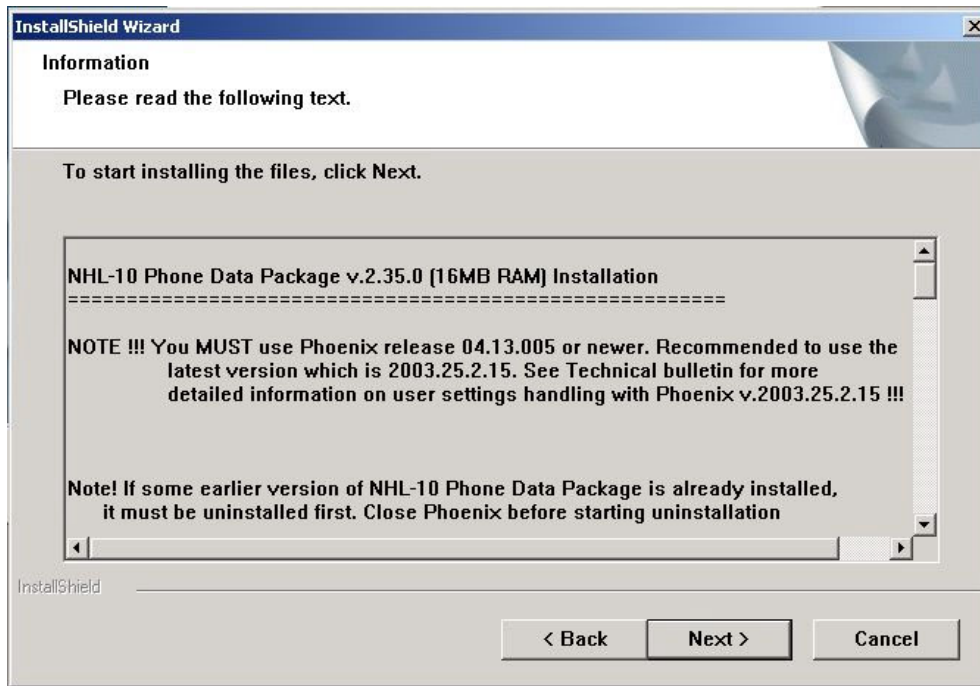 InstallShield Wizard
Information
Please read the following text.
To start installing the files, click Next.
NHL-10 Phone Data Package v.2.35.0 (16MB RAM) Installation
========================================================
NOTE !!! You MUST use Phoenix release 04.13.005 or newer. Recommended to use the
latest version which is 2003.25.2.15. See Technical bulletin for more
detailed information on user settings handling with Phoenix v.2003.25.2.15 !!!
Note! If some earlier version of NHL-10 Phone Data Package is already installed,
it must be uninstalled first. Close Phoenix before starting uninstallation
InstallShield
< Back
Next >
Cancel